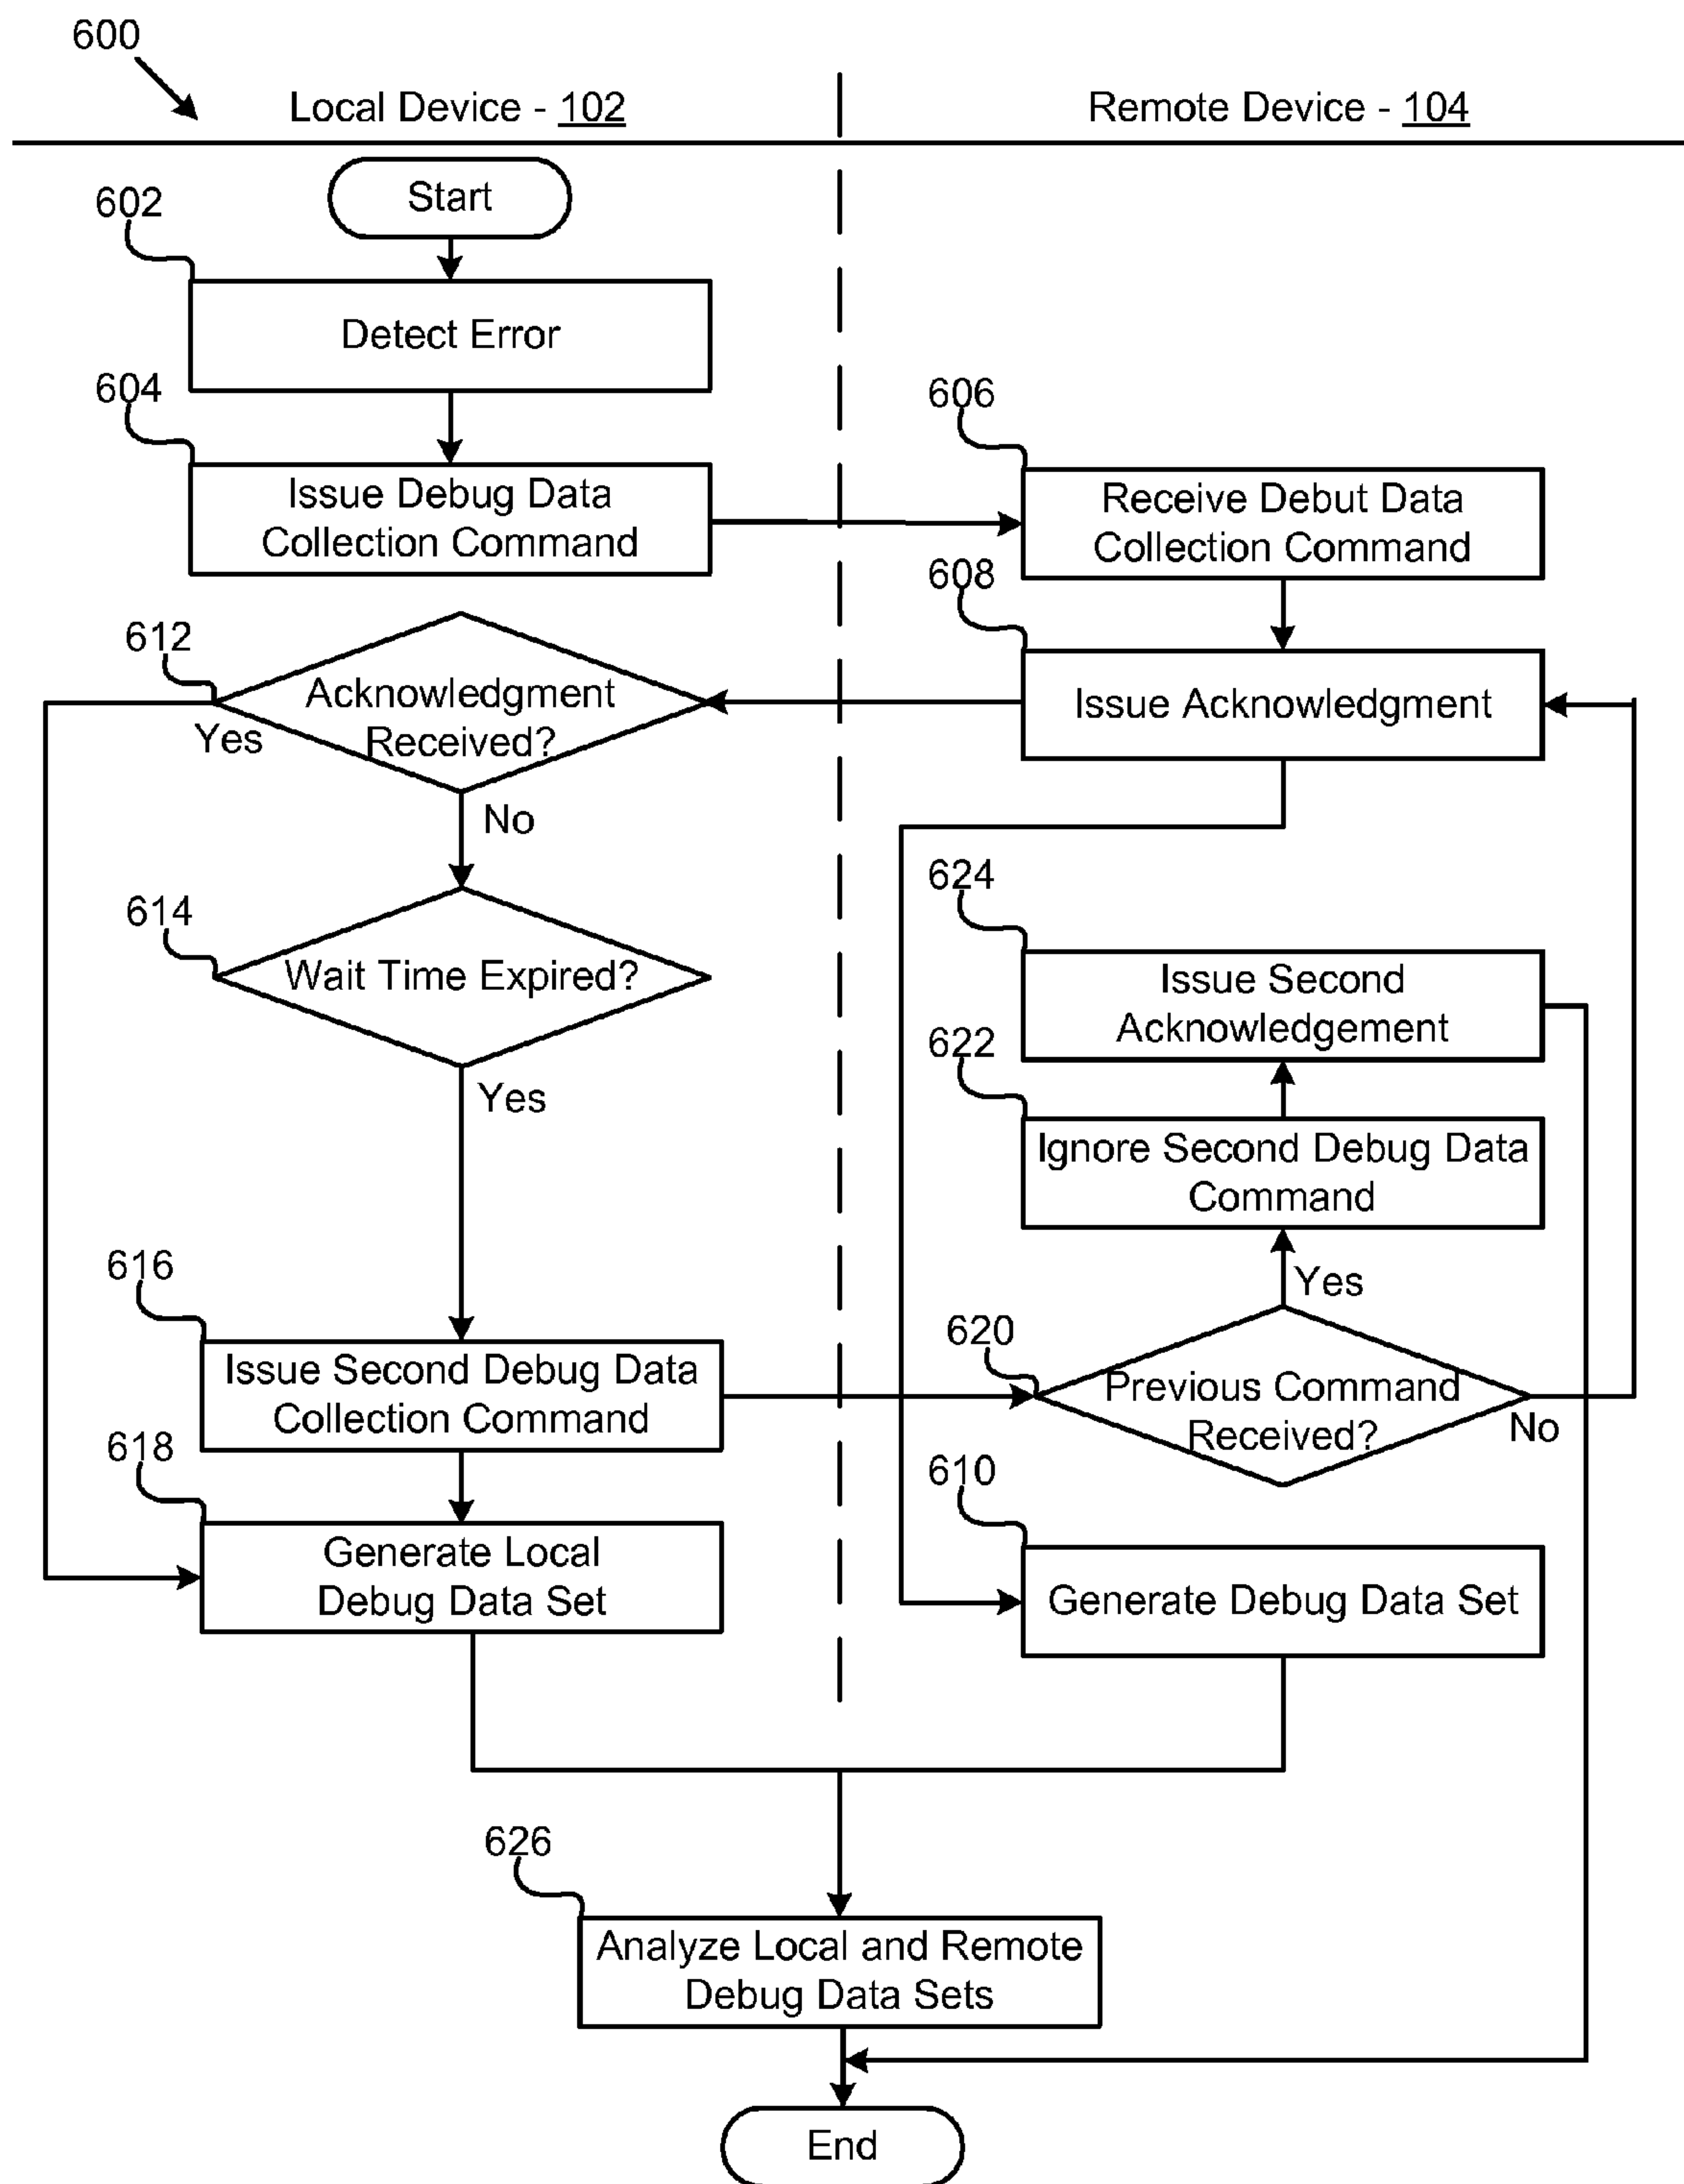 600
Local Device - 102
Remote Device - 104
Start
602
Detect Error
604
Issue Debug Data
Collection Command
606
Receive Debut Data
Collection Command
608
Issue Acknowledgment
612
Acknowledgment
Received?
Yes
No
614
Wait Time Expired?
Yes
624
Issue Second
Acknowledgement
622
Ignore Second Debug Data
Command
Yes
616
Issue Second Debug Data
Collection Command
620
Previous Command
Received?
No
618
Generate Local
Debug Data Set
610
Generate Debug Data Set
626
Analyze Local and Remote
Debug Data Sets
End